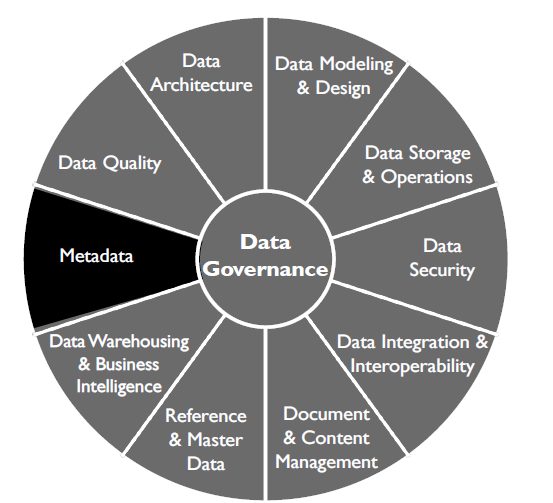 Data
Architecture
Data Modeling
& Design
Data Storage
& Operations
Data
Security
Data Integration &
Interoperability
Document
& Content
Management
Reference
& Master
Data
Data Warehousing
& Business
Intelligence
Metadata
Data Quality
Data
Governance